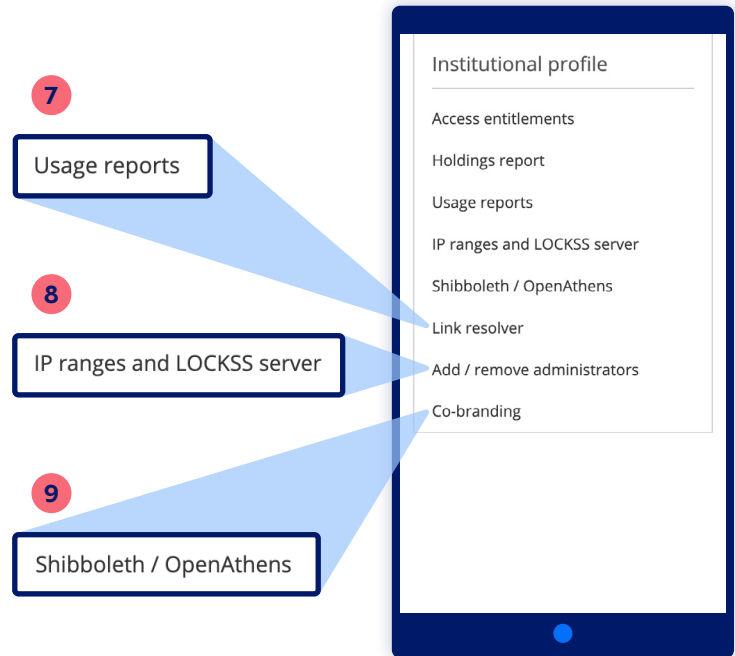 7
Usage reports
8
IP ranges and LOCKSS server
9
Shibboleth / OpenAthens
Institutional profile
Access entitlements
Holdings report
Usage reports
IP ranges and LOCKSS server
Shibboleth / OpenAthens
Link resolver
Add / remove administrators
Co-branding